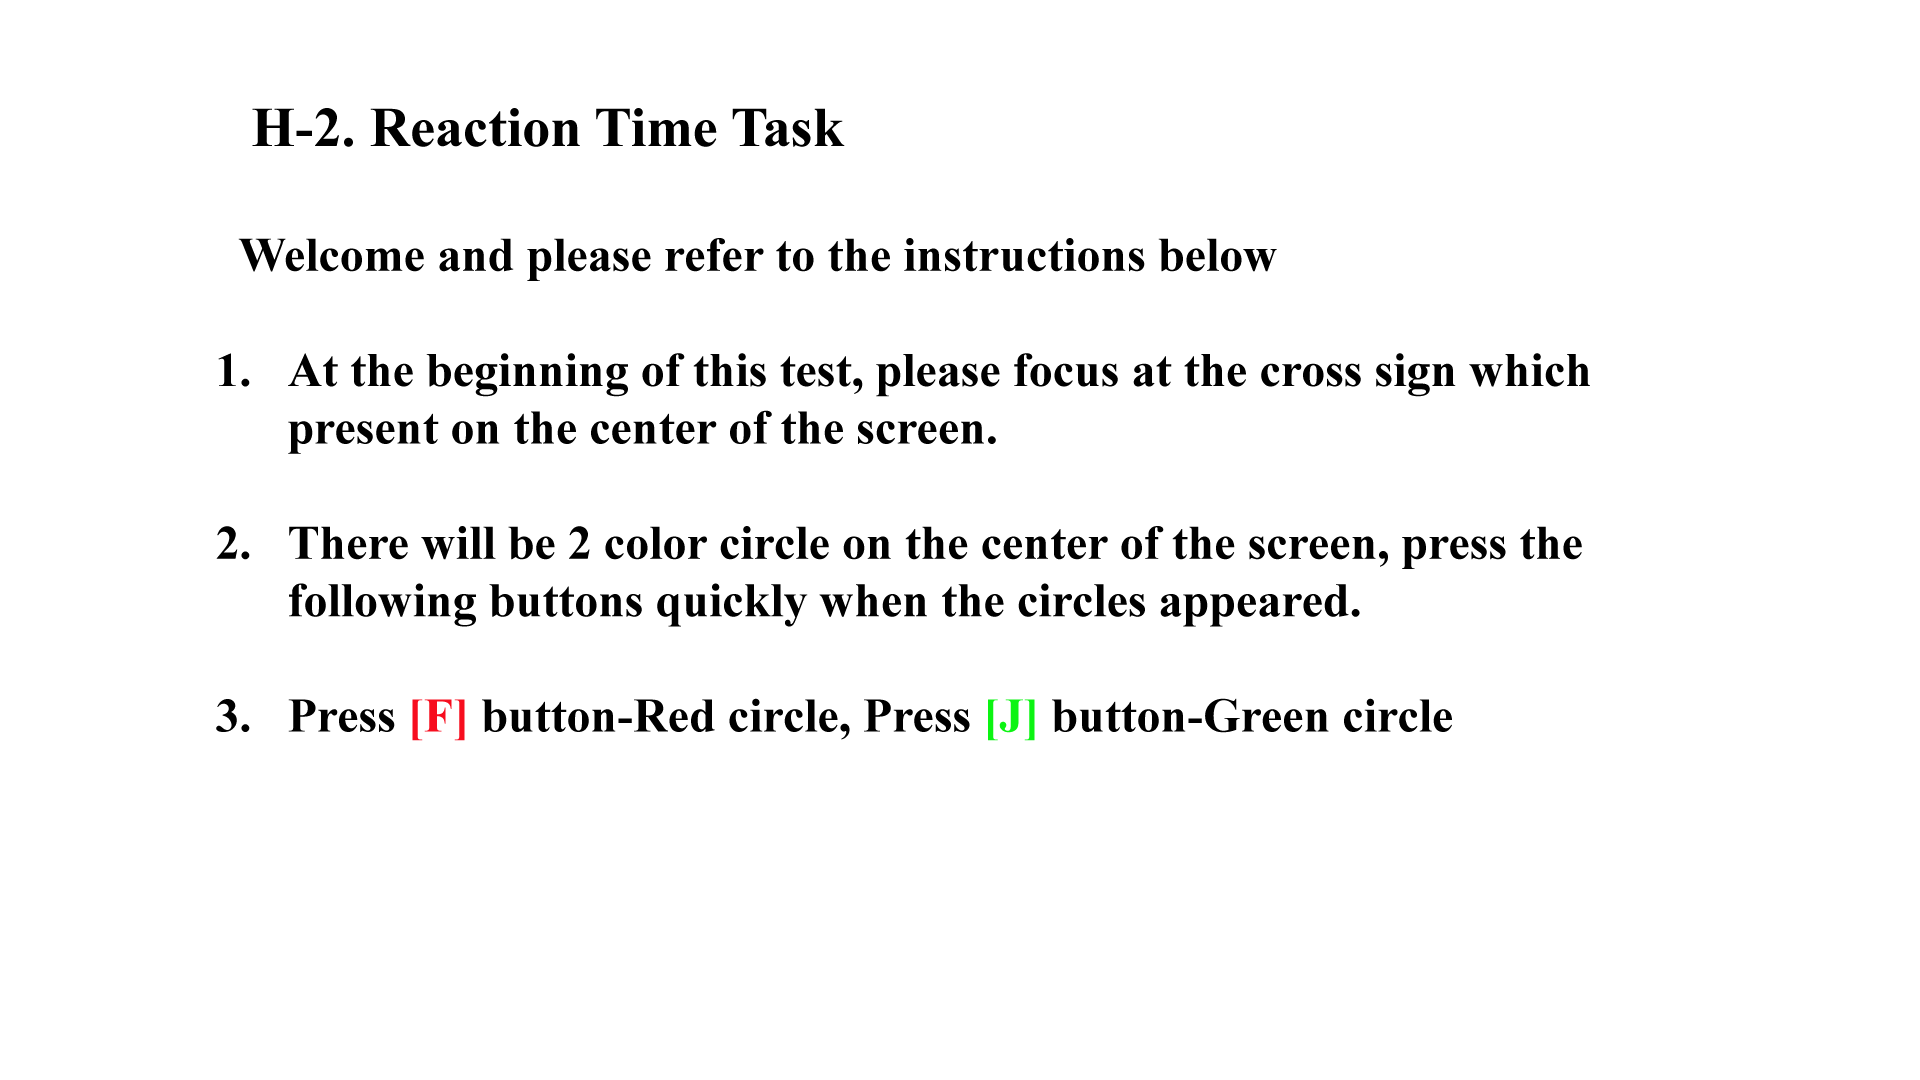 H-2. Reaction Time Task
Welcome and please refer to the instructions below
1. At the beginning of this test, please focus at the cross sign which
present on the center of the screen.
2. There will be 2 color circle on the center of the screen, press the
following buttons quickly when the circles appeared.
3. Press [F] button-Red circle, Press [J] button-Green circle